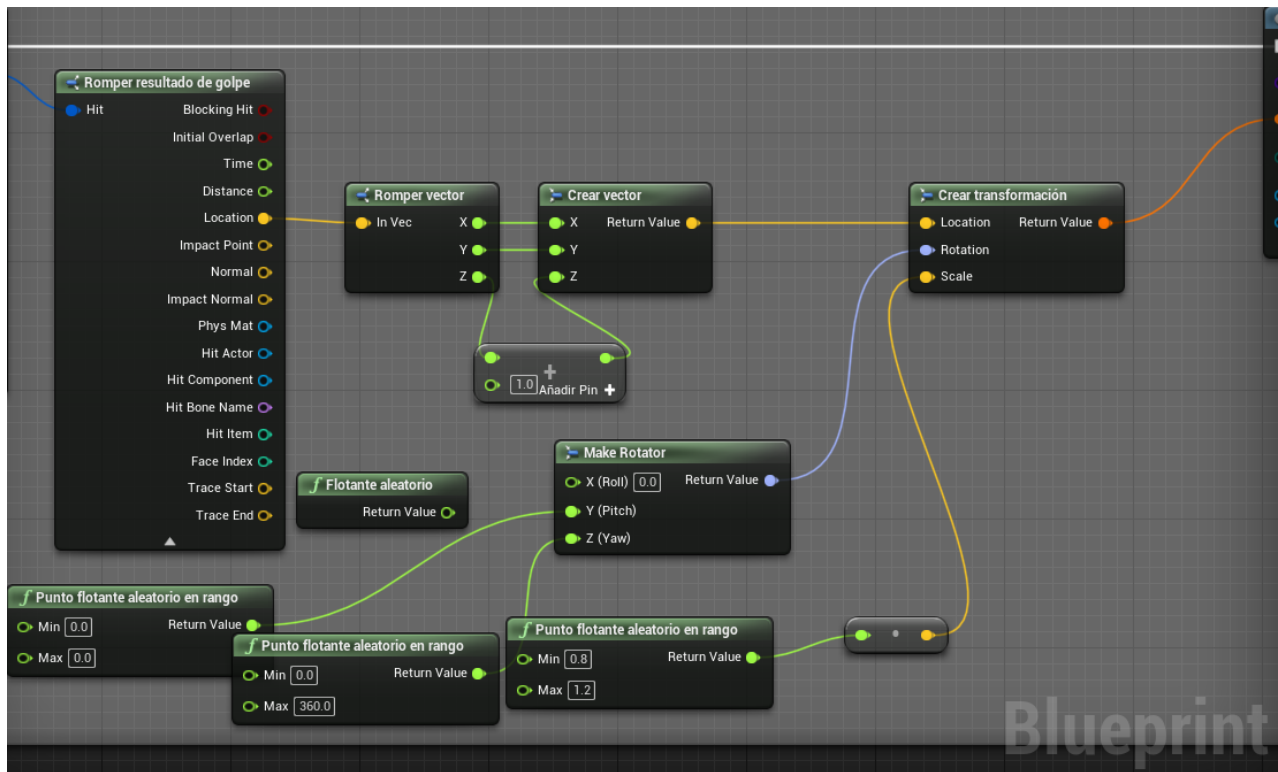 Romper resultado de golpe
Hit
Blocking Hit
Initial Overlap
Time
Distance
Location
Impact Point
Normal
Impact Normal
Phys Mat
Hit Actor
Hit Component
Hit Bone Name
Hit Item
Face Index
Trace Start
Trace End
Romper vector
In Vec
X
Y
Z
Crear vector
X
Return Value
Y
Z
Crear transformación
Location
Return Value
Rotation
Scale
+
1.0
Añadir Pin +
Make Rotator
X (Roll) 0.0
Return Value
Y (Pitch)
Z (Yaw)
f Flotante aleatorio
Return Value
f Punto flotante aleatorio en rango
Min 0.0
Return Value
Max 0.0
f Punto flotante aleatorio en rango
Min 0.0
Return Value
Max 360.0
f Punto flotante aleatorio en rango
Min 0.8
Return Value
Max 1.2
Blueprint